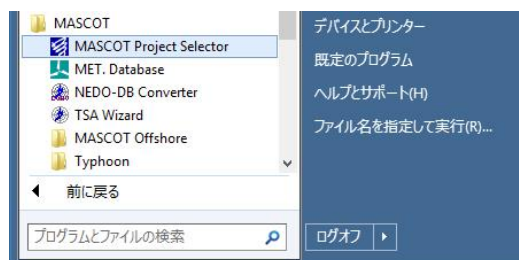 MASCOT
MASCOT Project Selector
MET. Database
NEDO-DB Converter
TSA Wizard
MASCOT Offshore
Typhoon
前に戻る
プログラムとファイルの検索
デバイスとプリンター
既定のプログラム
ヘルプとサポート(H)
ファイル名を指定して実行(R)...
ログオフ